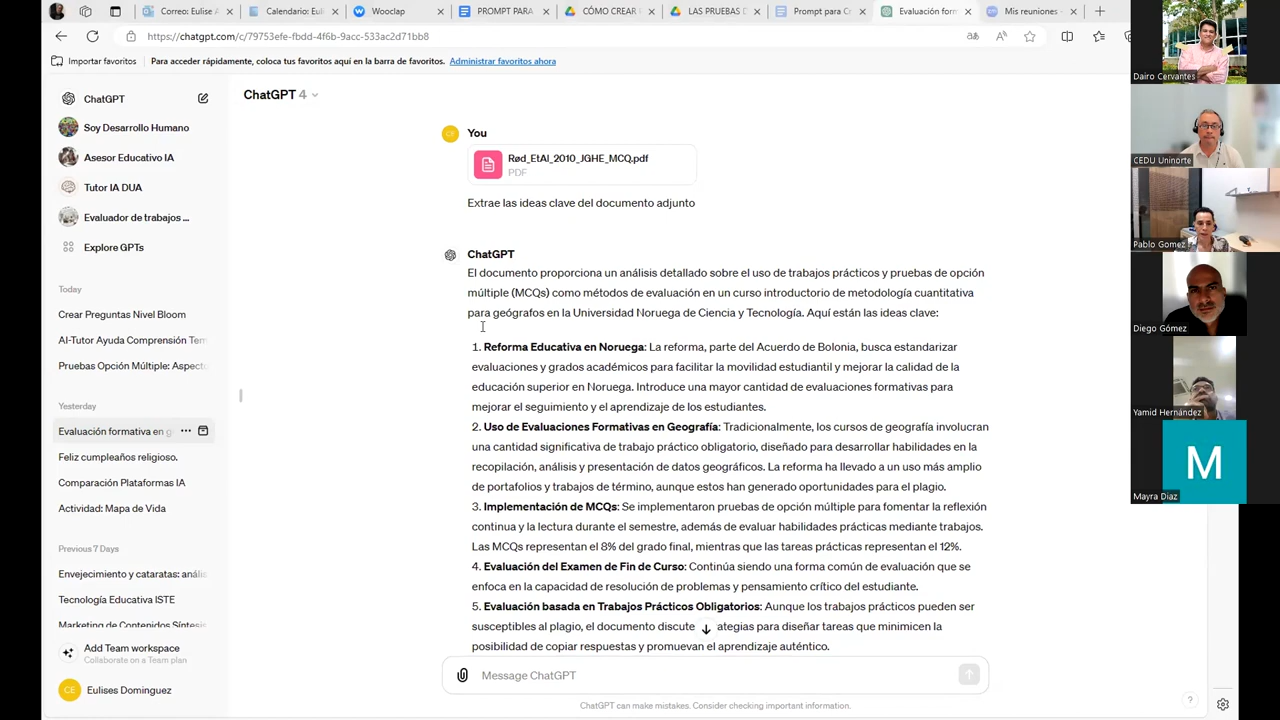 Correo: Eulise A
Calendario: Euli
Wooclap
PROMPT PARA
CÓMO CREAR
LAS PRUEBAS D
Prompt para C
Evaluación form
Mis reuniones -
https://chatgpt.com/c/79753efe-fbdd-4f6b-9acc-533ac2d71bb8
Importar favoritos
Para acceder rápidamente, coloca tus favoritos aquí en la barra de favoritos. Administrar favoritos ahora
ChatGPT
Soy Desarrollo Humano
Asesor Educativo IA
Tutor IA DUA
Evaluador de trabajos ...
Explore GPTs
Today
Crear Preguntas Nivel Bloom
AI-Tutor Ayuda Comprensión Tem
Pruebas Opción Múltiple: Aspecto
Yesterday
Evaluación formativa en g
Feliz cumpleaños religioso.
Comparación Plataformas IA
Actividad: Mapa de Vida
Previous 7 Days
Envejecimiento y cataratas: anális
Tecnología Educativa ISTE
Marketing de Contenidos Síntesis
Add Team workspace
Collaborate on a Team plan
CE
Eulises Dominguez
ChatGPT 4
CE
You
Rød_EtAl_2010_JGHE_MCQ.pdf
PDF
Extrae las ideas clave del documento adjunto
ChatGPT
El documento proporciona un análisis detallado sobre el uso de trabajos prácticos y pruebas de opción
múltiple (MCQs) como métodos de evaluación en un curso introductorio de metodología cuantitativa
para geógrafos en la Universidad Noruega de Ciencia y Tecnología. Aquí están las ideas clave:
1. Reforma Educativa en Noruega: La reforma, parte del Acuerdo de Bolonia, busca estandarizar
evaluaciones y grados académicos para facilitar la movilidad estudiantil y mejorar la calidad de la
educación superior en Noruega. Introduce una mayor cantidad de evaluaciones formativas para
mejorar el seguimiento y el aprendizaje de los estudiantes.
2. Uso de Evaluaciones Formativas en Geografía: Tradicionalmente, los cursos de geografía involucran
una cantidad significativa de trabajo práctico obligatorio, diseñado para desarrollar habilidades en la
recopilación, análisis y presentación de datos geográficos. La reforma ha llevado a un uso más amplio
de portafolios y trabajos de término, aunque estos han generado oportunidades para el plagio.
3. Implementación de MCQs: Se implementaron pruebas de opción múltiple para fomentar la reflexión
continua y la lectura durante el semestre, además de evaluar habilidades prácticas mediante trabajos.
Las MCQs representan el 8% del grado final, mientras que las tareas prácticas representan el 12%.
4. Evaluación del Examen de Fin de Curso: Continúa siendo una forma común de evaluación que se
enfoca en la capacidad de resolución de problemas y pensamiento crítico del estudiante.
5. Evaluación basada en Trabajos Prácticos Obligatorios: Aunque los trabajos prácticos pueden ser
susceptibles al plagio, el documento discute ategias para diseñar tareas que minimicen la
posibilidad de copiar respuestas y promuevan el aprendizaje auténtico.
Message ChatGPT
ChatGPT can make mistakes. Consider checking important information.
?
Dairo Cervantes
CEDU Uninorte
Pablo Gomez
Diego Gómez
Yamid Hernández
M
Mayra Diaz